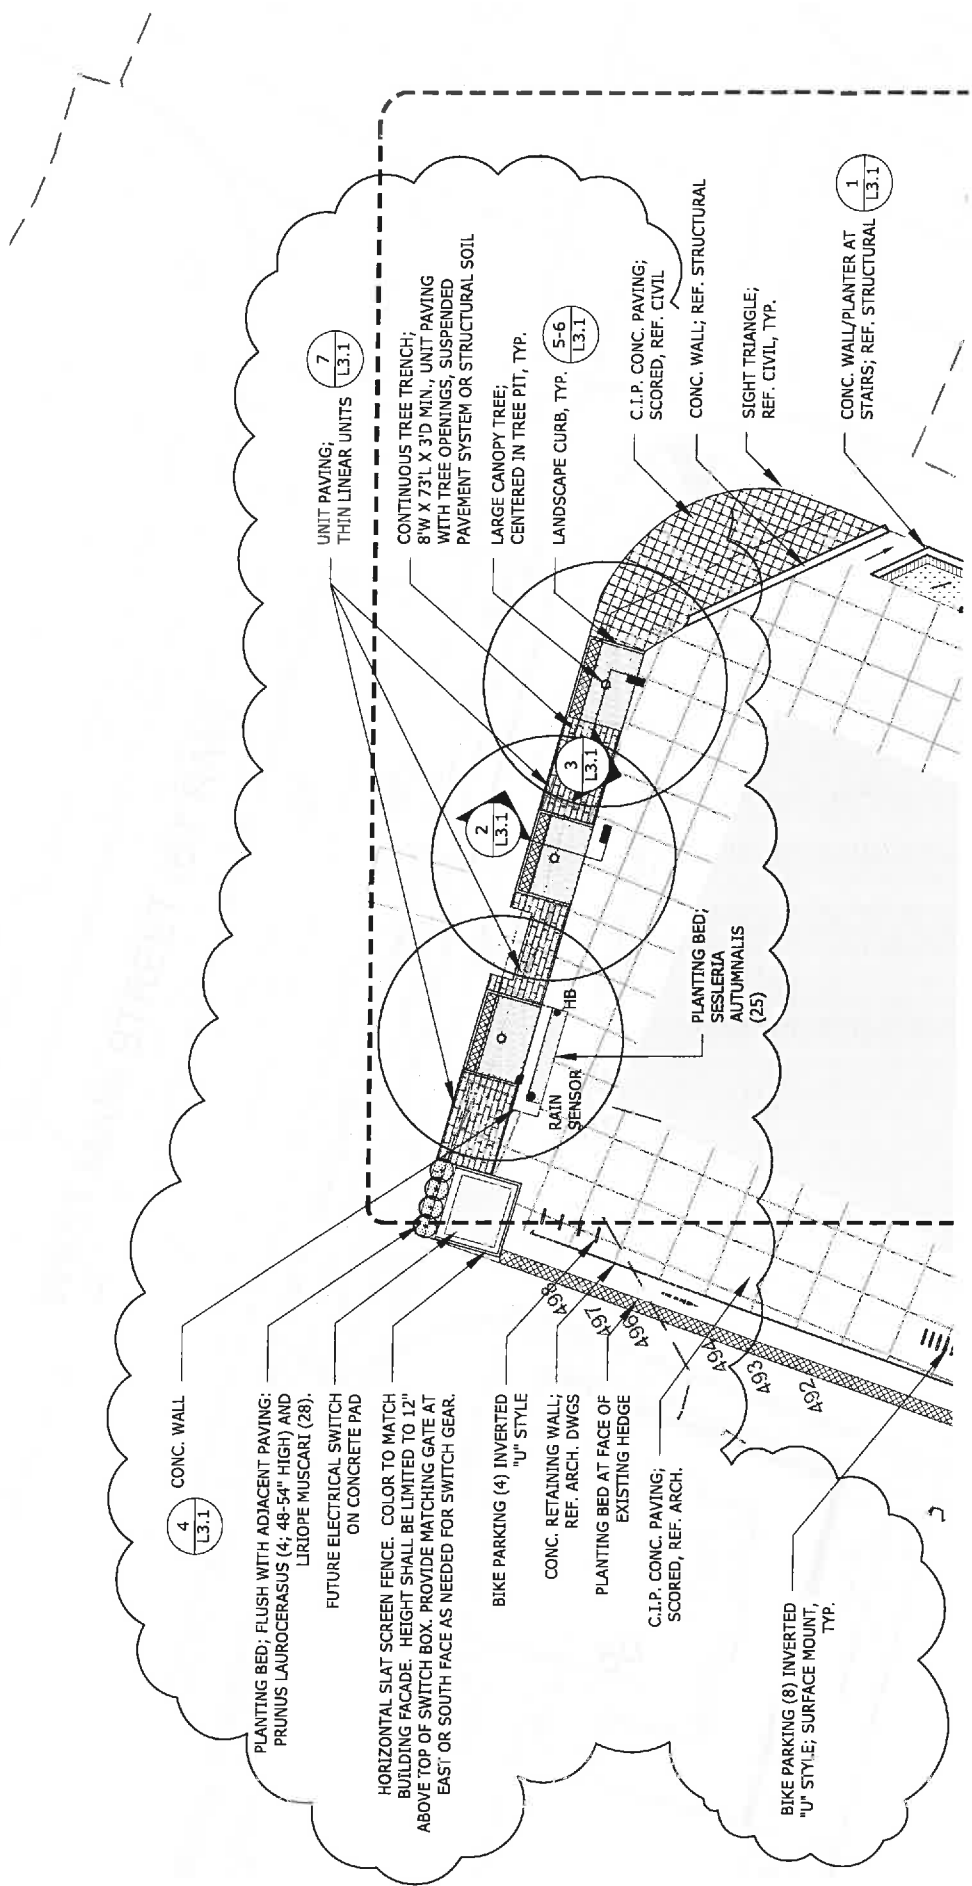 4
L3.1
CONC. WALL
PLANTING BED; FLUSH WITH ADJACENT PAVING:
PRUNUS LAUROCERASUS (4; 48-54" HIGH) AND
LIRIOPE MUSCARI (28).
FUTURE ELECTRICAL SWITCH
ON CONCRETE PAD
HORIZONTAL SLAT SCREEN FENCE. COLOR TO MATCH
BUILDING FACADE. HEIGHT SHALL BE LIMITED TO 12"
ABOVE TOP OF SWITCH BOX. PROVIDE MATCHING GATE AT
EAST OR SOUTH FACE AS NEEDED FOR SWITCH GEAR.
BIKE PARKING (4) INVERTED
"U" STYLE
CONC. RETAINING WALL;
REF. ARCH. DWGS
PLANTING BED AT FACE OF
EXISTING HEDGE
C.I.P. CONC. PAVING;
SCORED, REF. ARCH.
BIKE PARKING (8) INVERTED
"U" STYLE; SURFACE MOUNT,
TYP.
498
497
496
494
493
492
RAIN
SENSOR
HB
PLANTING BED;
SESLERIA
AUTUMNALIS
(25)
2
L3.1
3
L3.1
UNIT PAVING;
THIN LINEAR UNITS
7
L3.1
CONTINUOUS TREE TRENCH;
8'W X 73'L X 3'D MIN., UNIT PAVING
WITH TREE OPENINGS, SUSPENDED
PAVEMENT SYSTEM OR STRUCTURAL SOIL
LARGE CANOPY TREE;
CENTERED IN TREE PIT, TYP.
LANDSCAPE CURB, TYP.
5-6
L3.1
C.I.P. CONC. PAVING;
SCORED, REF. CIVIL
CONC. WALL; REF. STRUCTURAL
SIGHT TRIANGLE;
REF. CIVIL, TYP.
CONC. WALL/PLANTER AT
STAIRS; REF. STRUCTURAL
1
L3.1